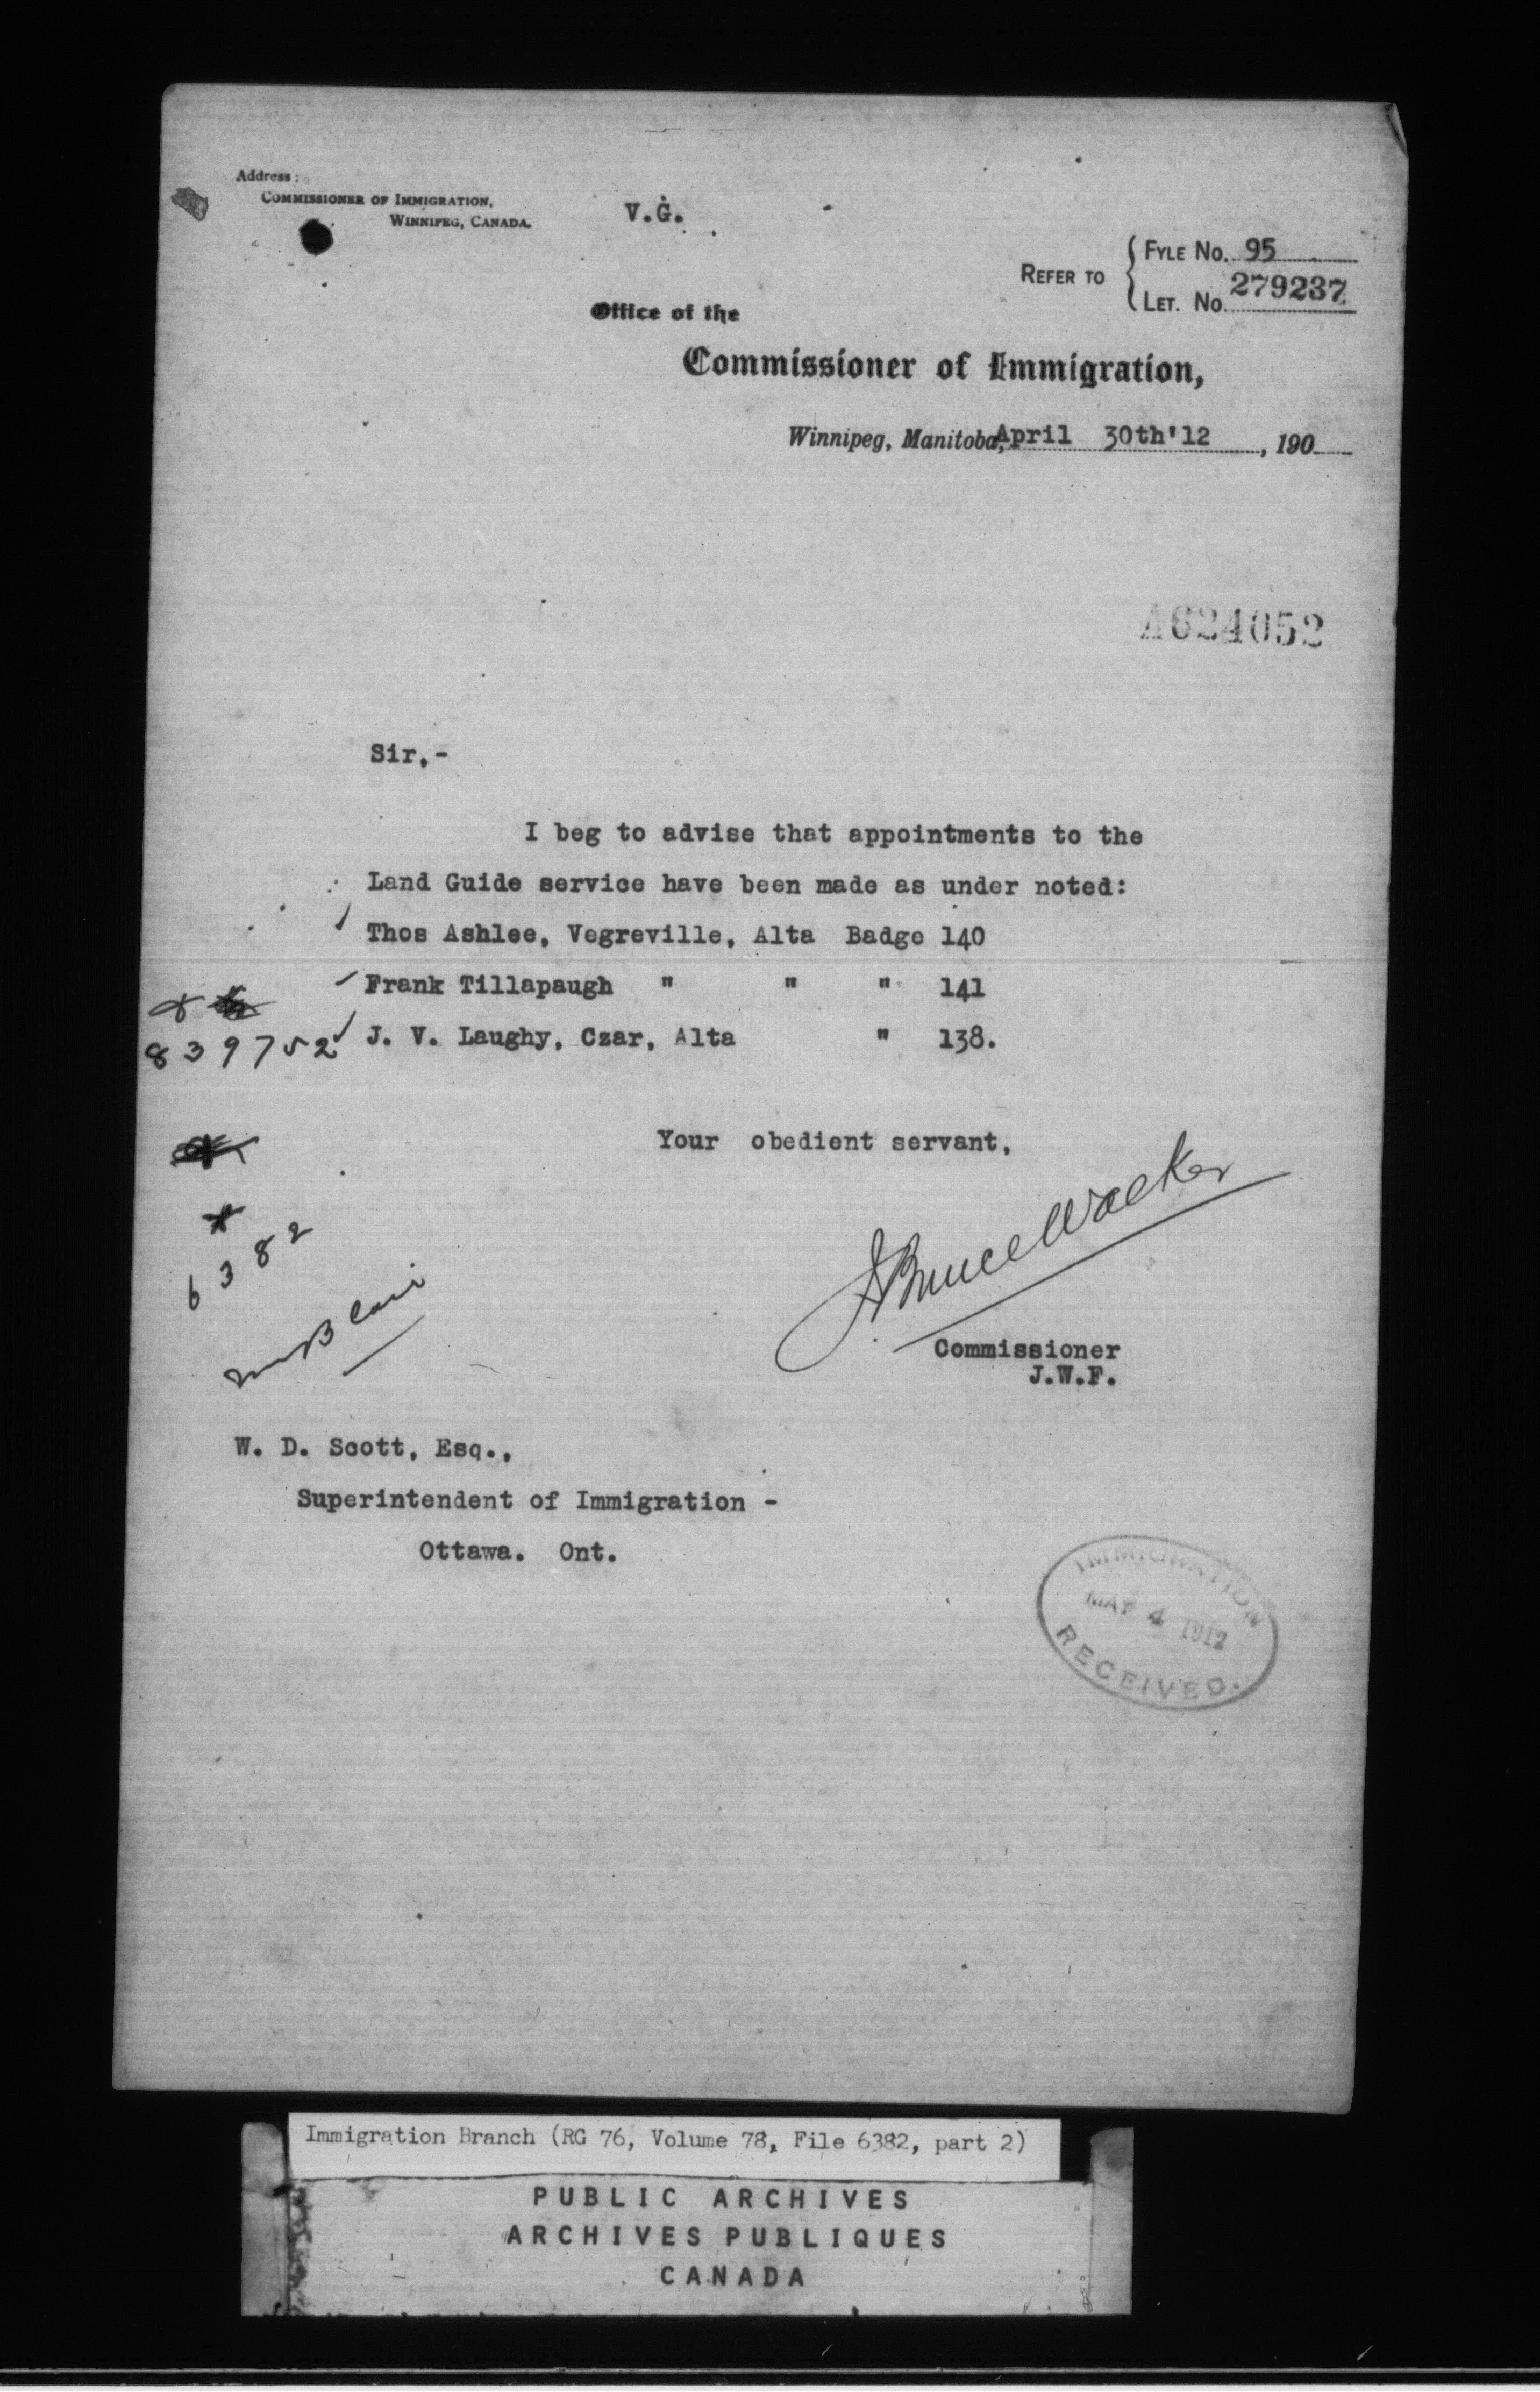 Address:
COMMISSIONER OF IMMIGRATION,
WINNIPEG, CANADA.
V.G.
REFER TO
FYLE NO. 95
LET. NO. 279237
Office of the
Commissioner of Immigration,
Winnipeg, Manitoba, April 30th'12, 190
A624052
Sir,-
I beg to advise that appointments to the
Land Guide service have been made as under noted:
Thos Ashlee, Vegreville, Alta Badge 140
Frank Tillapaugh " " " 141
839752 J. V. Laughy, Czar, Alta " 138.
Your obedient servant,
6382
J Bruce Walker
Commissioner
J.W.F.
W. D. Scott, Esq.,
Superintendent of Immigration -
Ottawa. Ont.
IMMIGRATION
MAY 4 1912
RECEIVED.
Immigration Branch (RG 76, Volume 78, File 6382, part 2)
PUBLIC ARCHIVES
ARCHIVES PUBLIQUES
CANADA